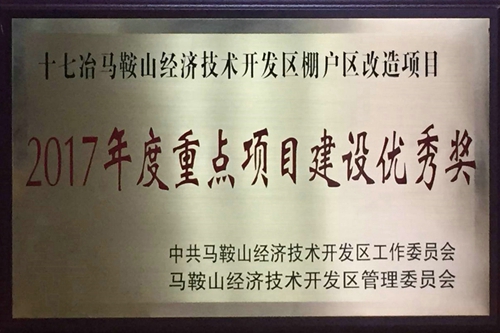 十七冶马鞍山经济技术开发区棚户区改造项目
2017年度重点项目建设优秀奖
中共马鞍山经济技术开发区工作委员会
马鞍山经济技术开发区管理委员会